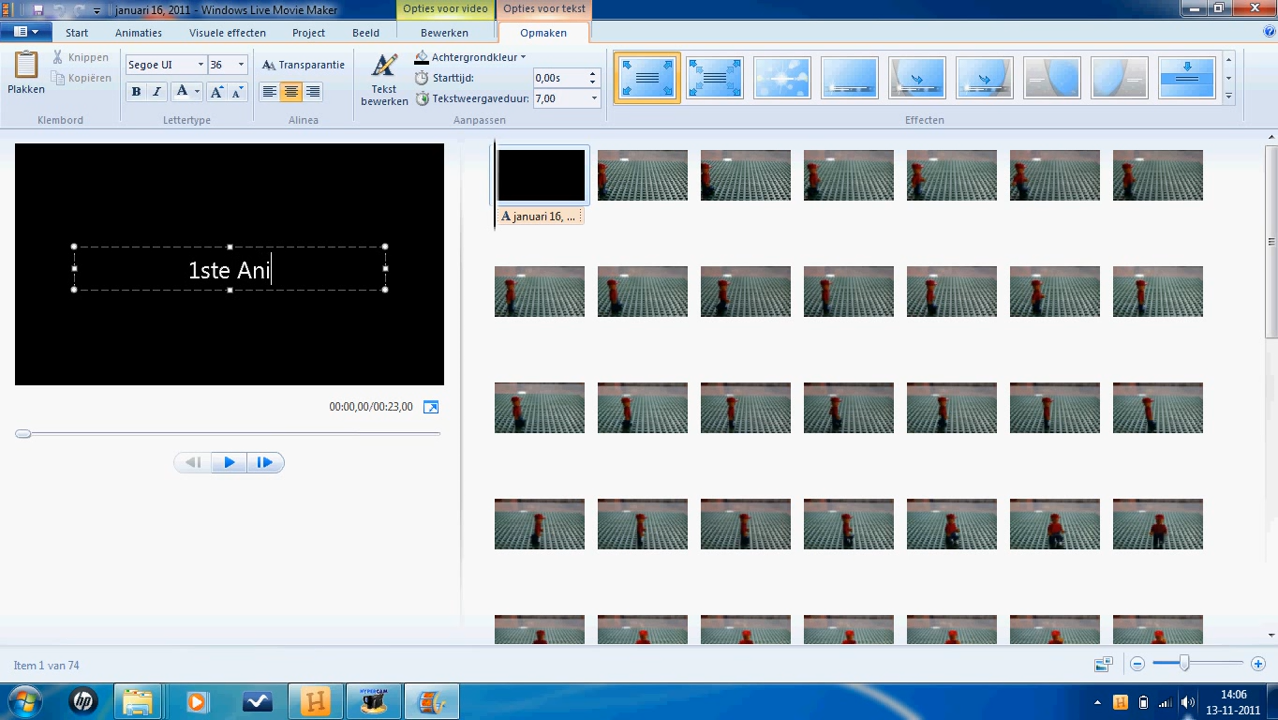 januari 16, 2011 - Windows Live Movie Maker
Opties voor video
Opties voor tekst
Start
Animaties
Visuele effecten
Project
Beeld
Bewerken
Opmaken
Plakken
Knippen
Kopiëren
Klembord
Segoe UI
36
Transparantie
B I A A A
Lettertype
Alinea
Tekst bewerken
Achtergrondkleur
Starttijd: 0,00s
Tekstweergaveduur: 7,00
Aanpassen
Effecten
1ste Ani
A januari 16, ...
00:00,00/00:23,00
Item 1 van 74
hp
H
HYPERCAM
H
14:06
13-11-2011